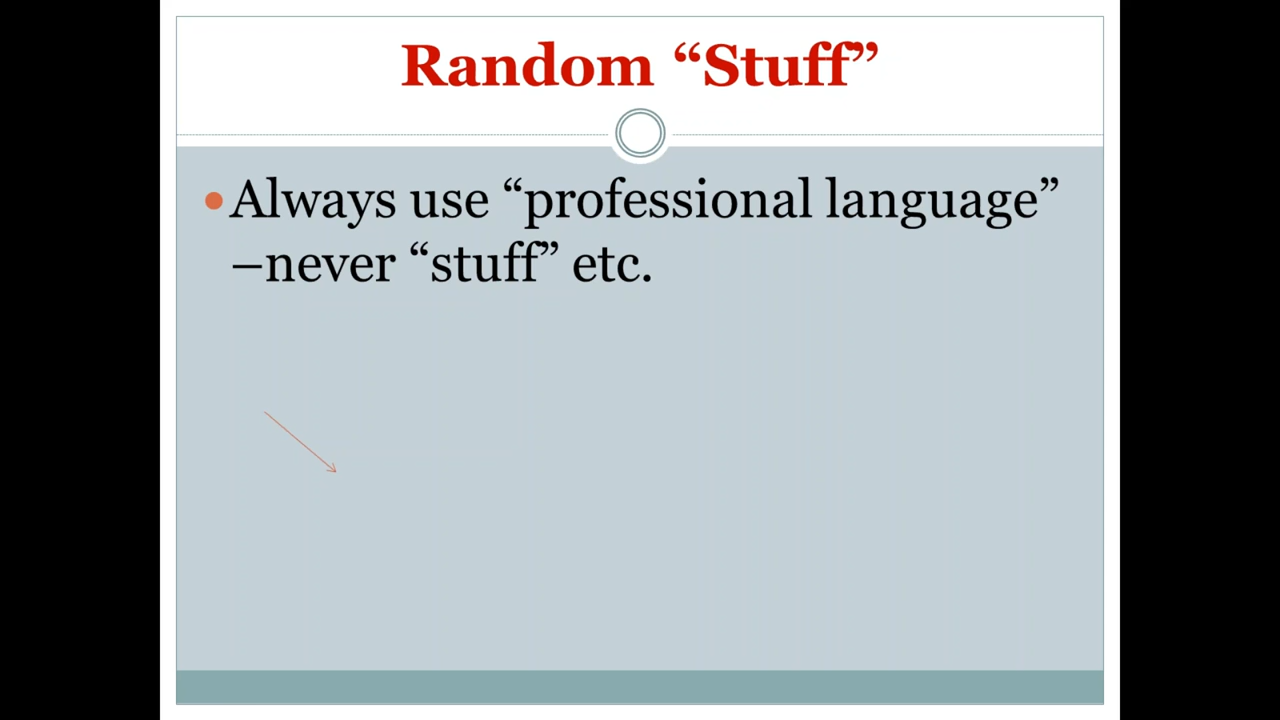 Random “Stuff”
•Always use “professional language”
–never “stuff” etc.